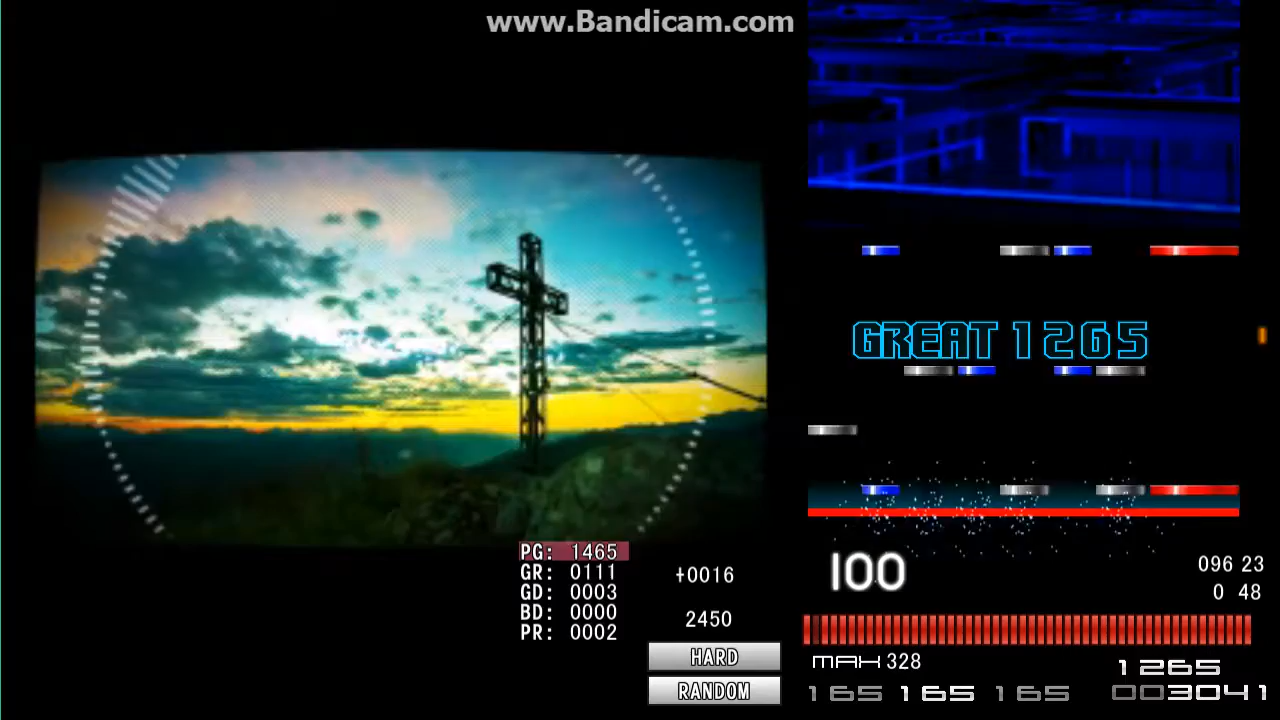 www.Bandicam.com
GREAT 1265
PG: 1465
GR: 0111
GD: 0003
BD: 0000
PR: 0002
+0016
2450
HARD
RANDOM
100
096 23
0 48
MAX 328
1265
165 165 165
003041